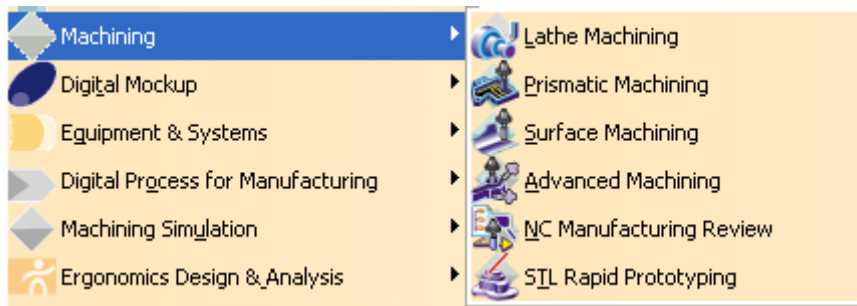 Machining
Digital Mockup
Equipment & Systems
Digital Process for Manufacturing
Machining Simulation
Ergonomics Design & Analysis
Lathe Machining
Prismatic Machining
Surface Machining
Advanced Machining
NC Manufacturing Review
STL Rapid Prototyping